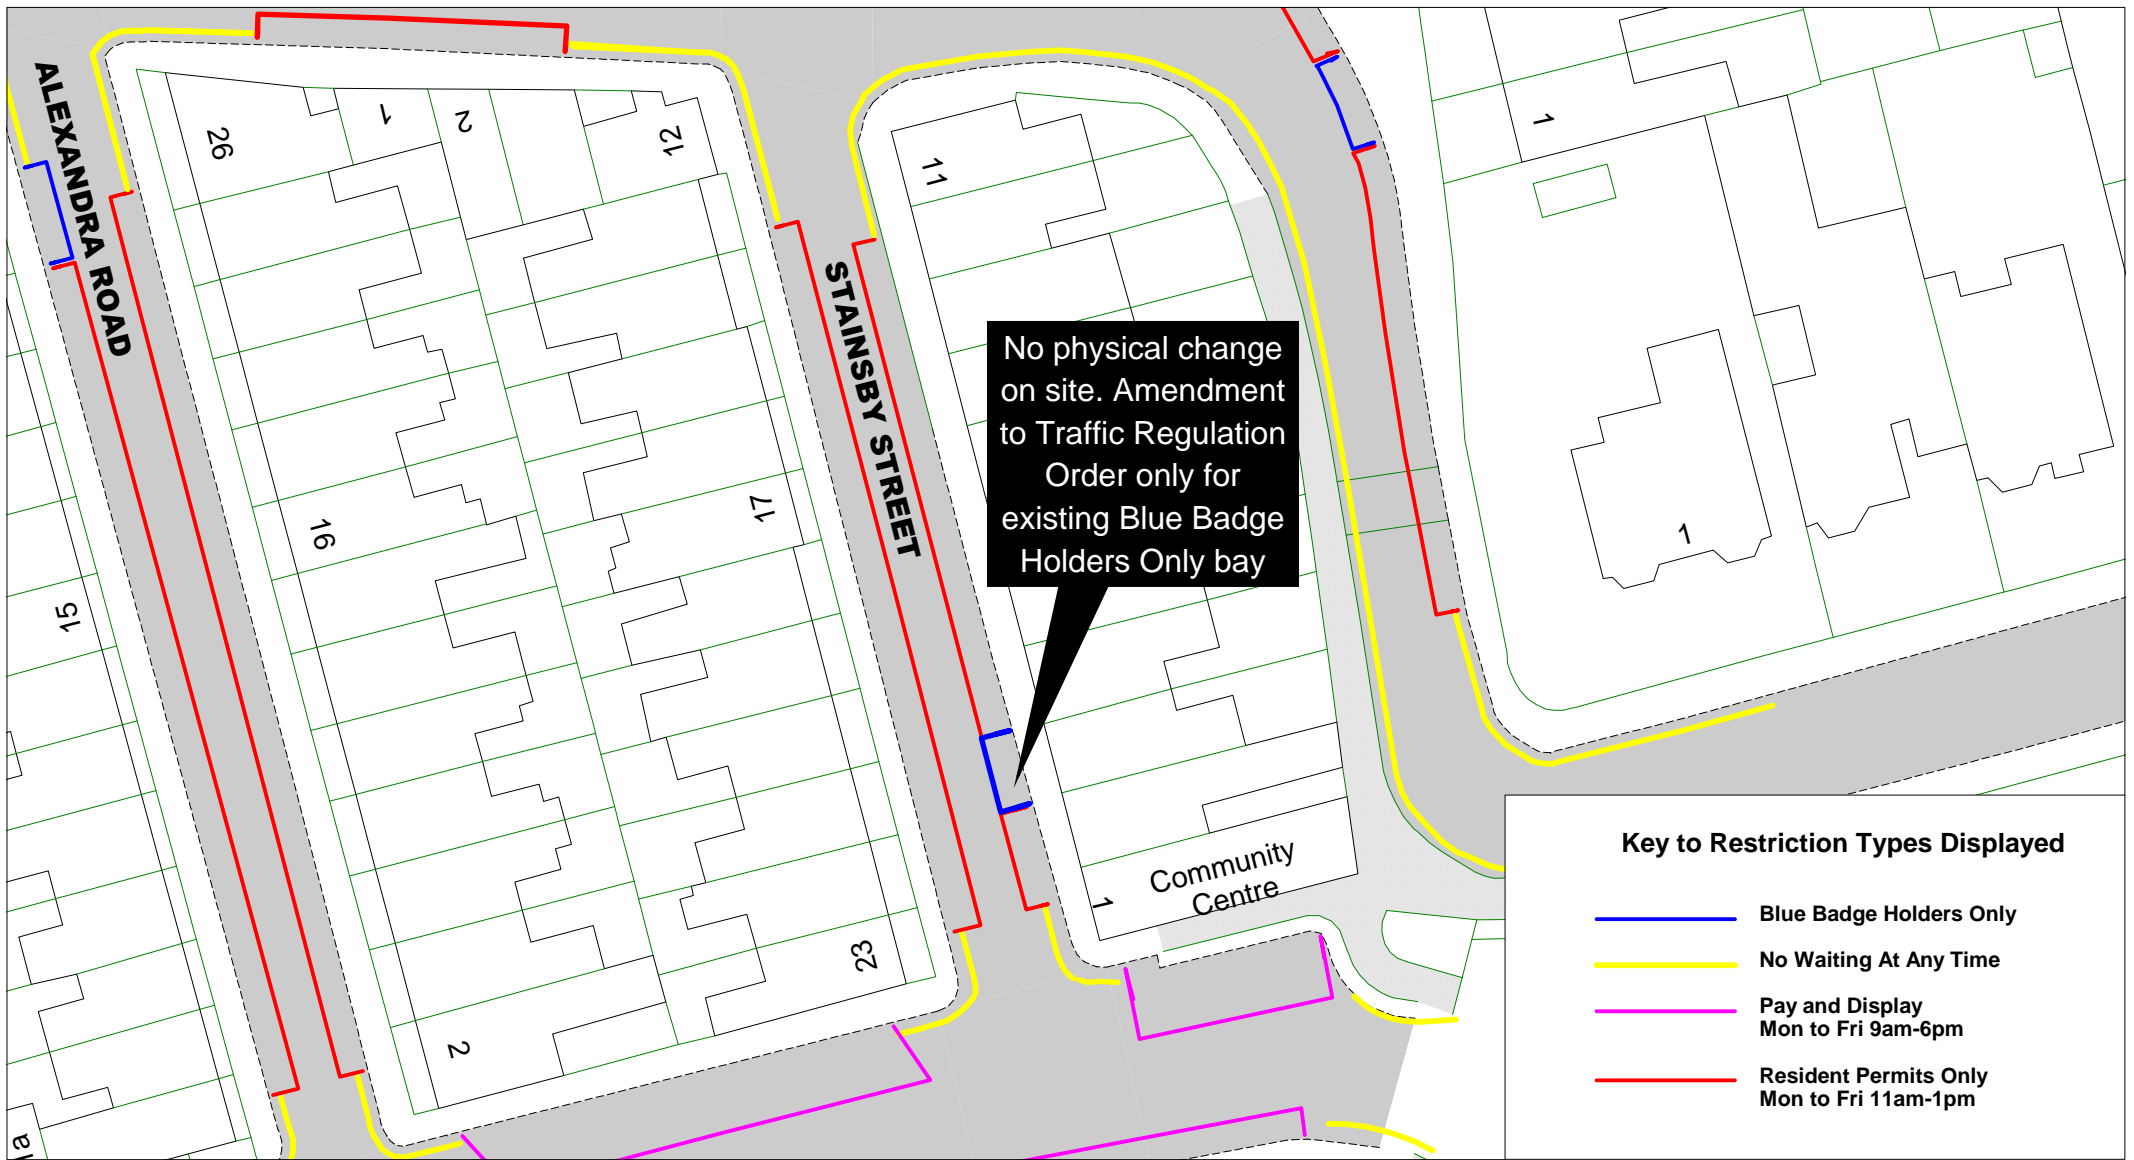 ALEXANDRA ROAD
26
1
2
12
11
1
STAINSBY STREET
No physical change
on site. Amendment
to Traffic Regulation
Order only for
existing Blue Badge
Holders Only bay
16
17
15
1
Community
Centre
1
23
2
Key to Restriction Types Displayed
Blue Badge Holders Only
No Waiting At Any Time
Pay and Display
Mon to Fri 9am-6pm
Resident Permits Only
Mon to Fri 11am-1pm